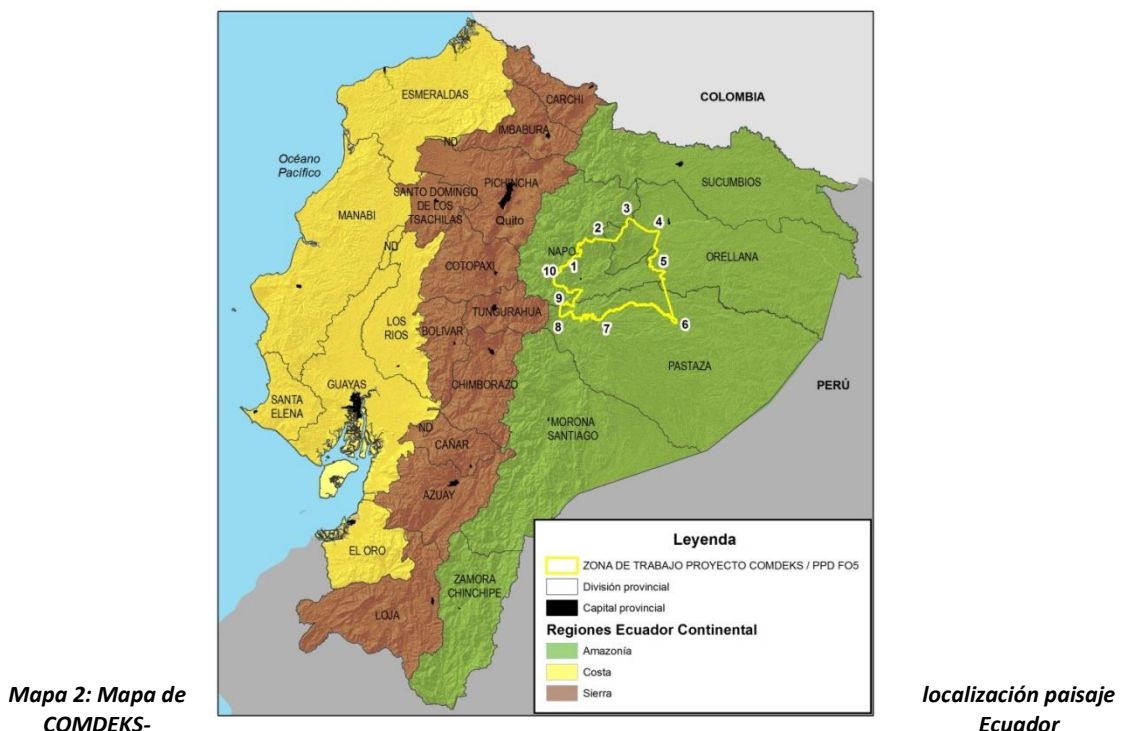 COLOMBIA
ESMERALDAS
CARCHI
IMBABURA
ND
Océano
Pacífico
SUCUMBIOS
PICHINCHA
SANTO DOMINGO
DE LOS
TSACHILAS
Quito
MANABI
3
4
2
ND
NAPO
ORELLANA
1
5
COTOPAXI
10
9
TUNGURAHUA
LOS
RIOS
BOLIVAR
8
7
6
PASTAZA
GUAYAS
CHIMBORAZO
PERÚ
SANTA
ELENA
MORONA
SANTIAGO
ND
CAÑAR
AZUAY
EL ORO
ZAMORA
CHINCHIPE
LOJA
Leyenda
ZONA DE TRABAJO PROYECTO COMDEKS / PPD FO5
División provincial
Capital provincial
Regiones Ecuador Continental
Amazonía
Costa
Sierra
Mapa 2: Mapa de localización paisaje
COMDEKS- Ecuador